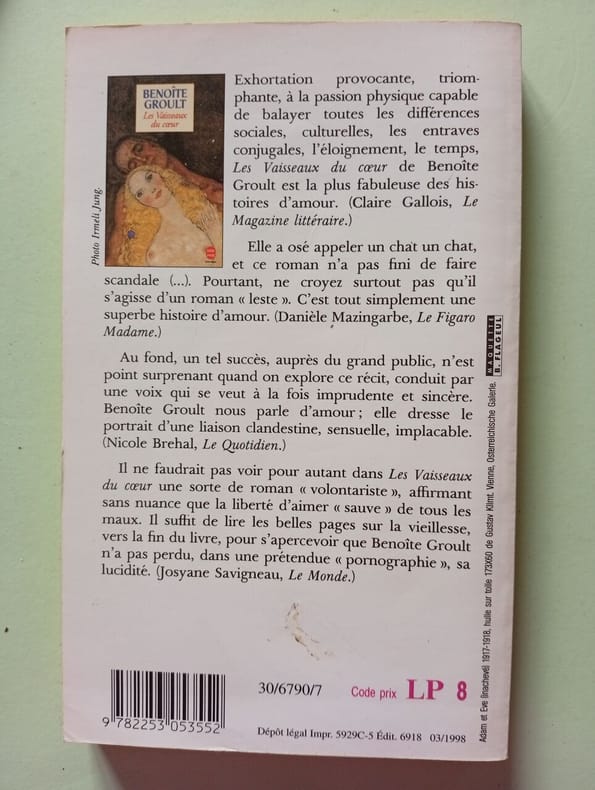 BENOÎTE
GROULT
Les Vaisseaux
du cœur
Photo Irmeli Jung.
Exhortation provocante, triom-
phante, à la passion physique capable
de balayer toutes les différences
sociales, culturelles, les entraves
conjugales, l'éloignement, le temps,
Les Vaisseaux du cœur de Benoîte
Groult est la plus fabuleuse des his-
toires d'amour. (Claire Gallois, Le
Magazine littéraire.)
Elle a osé appeler un chat un chat,
et ce roman n'a pas fini de faire
scandale (...). Pourtant, ne croyez surtout pas qu'il
s'agisse d'un roman « leste ». C'est tout simplement une
superbe histoire d'amour. (Danièle Mazingarbe, Le Figaro
Madame.)
Au fond, un tel succès, auprès du grand public, n'est
point surprenant quand on explore ce récit, conduit par
une voix qui se veut à la fois imprudente et sincère.
Benoîte Groult nous parle d'amour ; elle dresse le
portrait d'une liaison clandestine, sensuelle, implacable.
(Nicole Brehal, Le Quotidien.)
Il ne faudrait pas voir pour autant dans Les Vaisseaux
du cœur une sorte de roman « volontariste », affirmant
sans nuance que la liberté d'aimer « sauve » de tous les
maux. Il suffit de lire les belles pages sur la vieillesse,
vers la fin du livre, pour s'apercevoir que Benoîte Groult
n'a pas perdu, dans une prétendue « pornographie », sa
lucidité. (Josyane Savigneau, Le Monde.)
MAQUETTE
B. FLAGEUL
Adam et Eve (inachevé) 1917-1918, huile sur toile 173X60 de Gustav Klimt. Vienne, Osterreichische Galerie.
9 782253 053552
30/6790/7
Code prix LP 8
Dépôt légal Impr. 5929C-5 Édit. 6918 03/1998